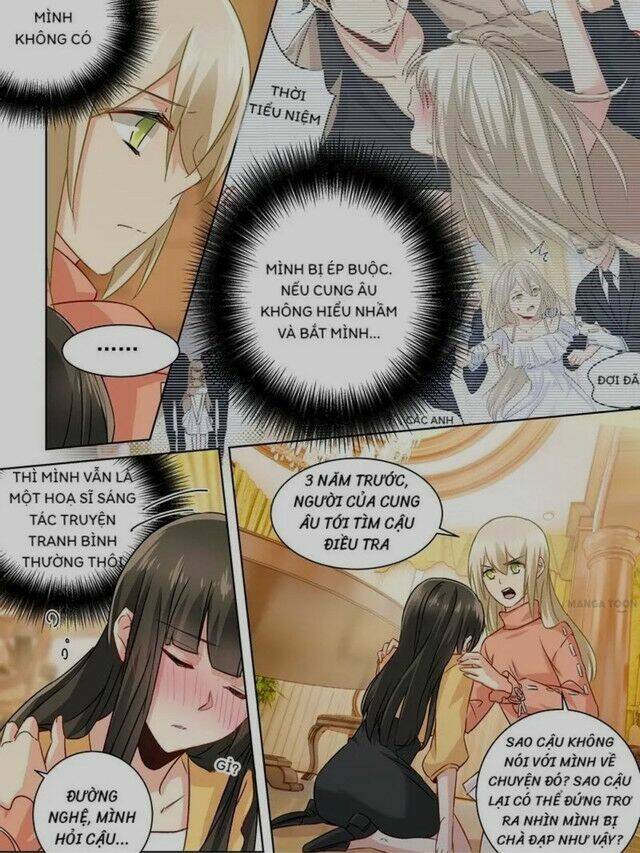 MÌNH
KHÔNG CÓ
THỜI
TIỂU NIỆM
MÌNH BỊ ÉP BUỘC.
NẾU CUNG ÂU
KHÔNG HIỂU NHẦM
VÀ BẮT MÌNH...
......
ĐỢI ĐÃ
CÁC ANH
THÌ MÌNH VẪN LÀ
MỘT HOẠ SĨ SÁNG
TÁC TRUYỆN
TRANH BÌNH
THƯỜNG THÔI
3 NĂM TRƯỚC,
NGƯỜI CỦA CUNG
ÂU TỚI TÌM CẬU
ĐIỀU TRA
MANGA TOON
GÌ?
ĐƯỜNG
NGHỆ, MÌNH
HỎI CẬU...
SAO CẬU KHÔNG
NÓI VỚI MÌNH VỀ
CHUYỆN ĐÓ? SAO CẬU
LẠI CÓ THỂ ĐỨNG TRƠ
RA NHÌN MÌNH BỊ
CHÀ ĐẠP NHƯ VẬY?